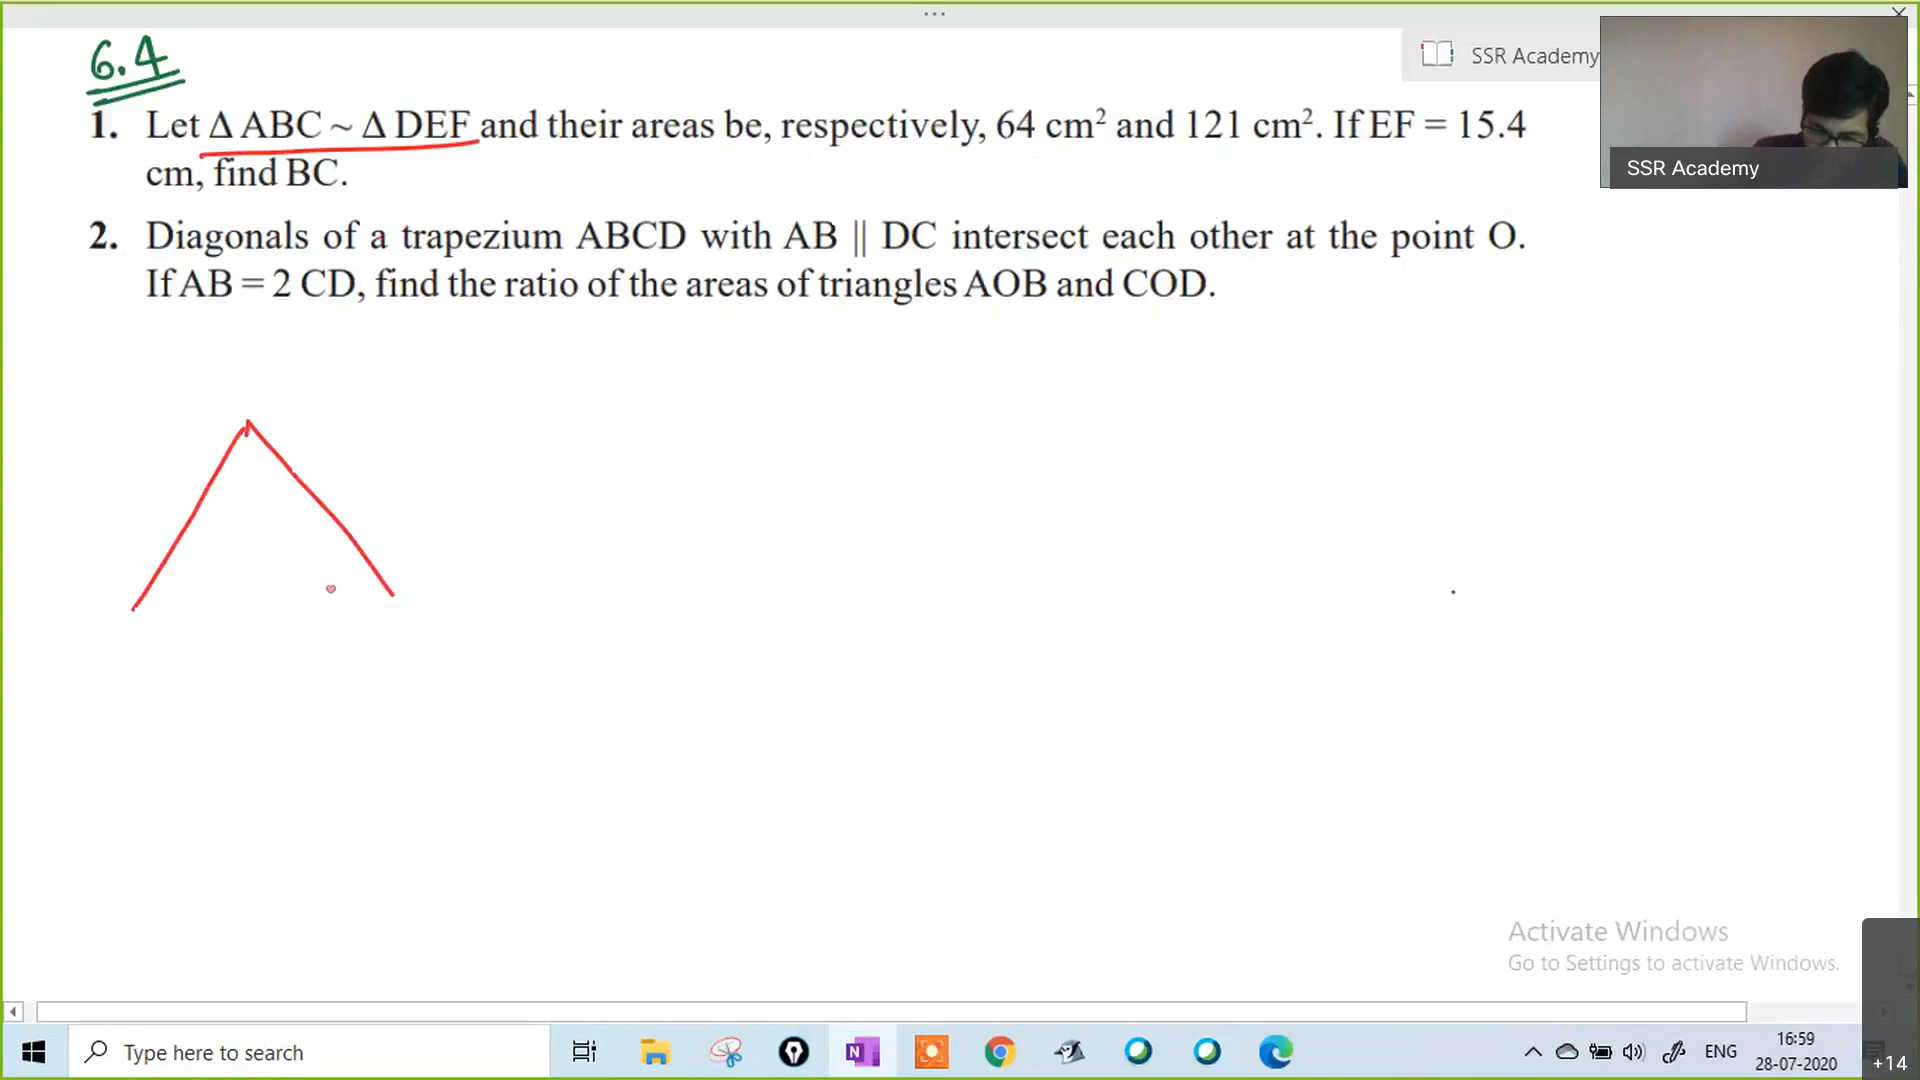 6.4
SSR Academy
1. Let Δ ABC ~ Δ DEF and their areas be, respectively, 64 cm² and 121 cm². If EF = 15.4
cm, find BC.
SSR Academy
2. Diagonals of a trapezium ABCD with AB || DC intersect each other at the point O.
If AB = 2 CD, find the ratio of the areas of triangles AOB and COD.
Activate Windows
Go to Settings to activate Windows.
Type here to search
ENG
16:59
28-07-2020
+14